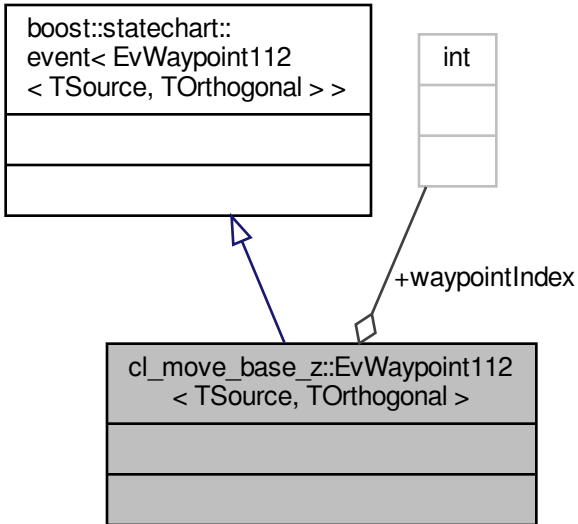 boost::statechart::
event< EvWaypoint112
< TSource, TOrthogonal > >
int
+waypointIndex
cl_move_base_z::EvWaypoint112
< TSource, TOrthogonal >